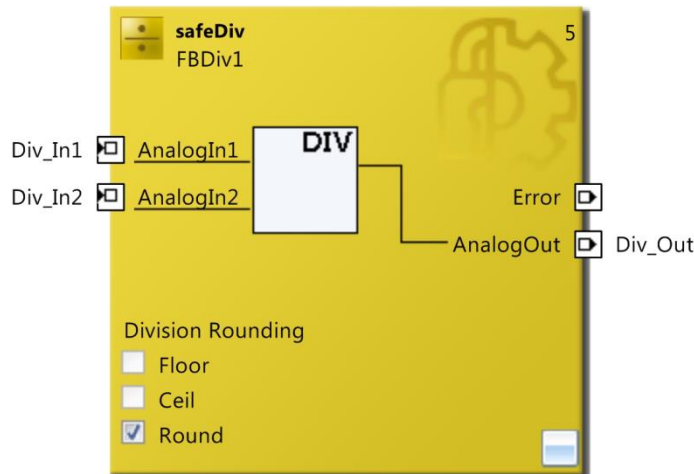 safeDiv
5
FBDiv1
Div_In1 AnalogIn1 DIV
Div_In2 AnalogIn2
Error
AnalogOut Div_Out
Division Rounding
Floor
Ceil
Round